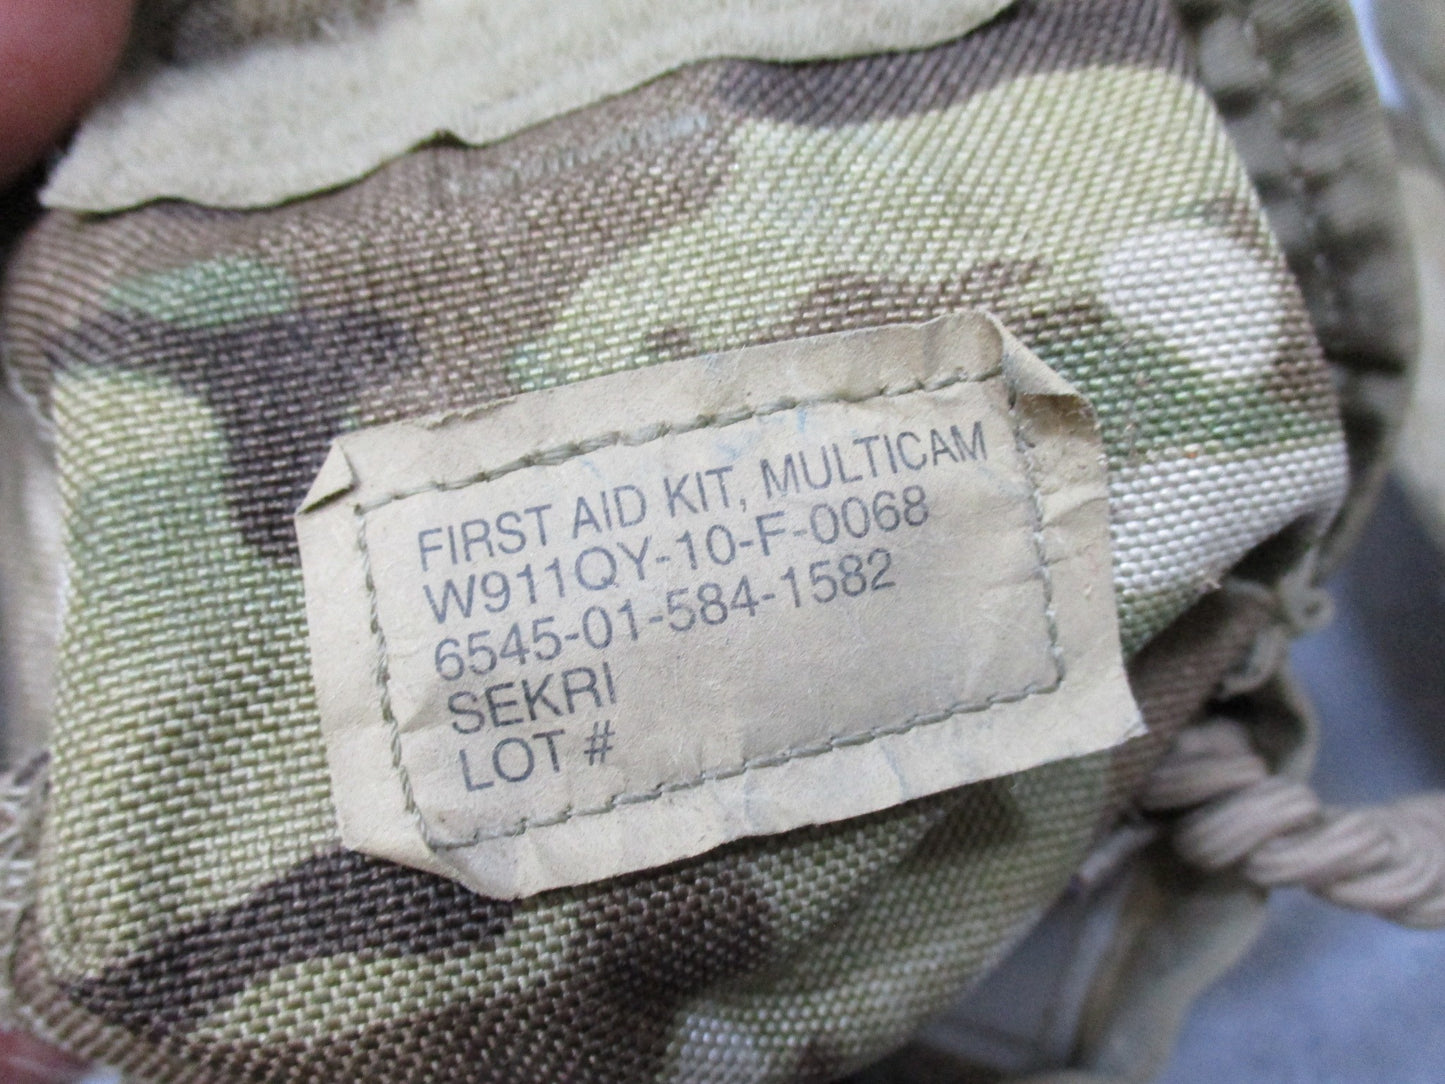 FIRST AID KIT, MULTICAM
W911QY-10-F-0068
6545-01-584-1582
SEKRI
LOT #